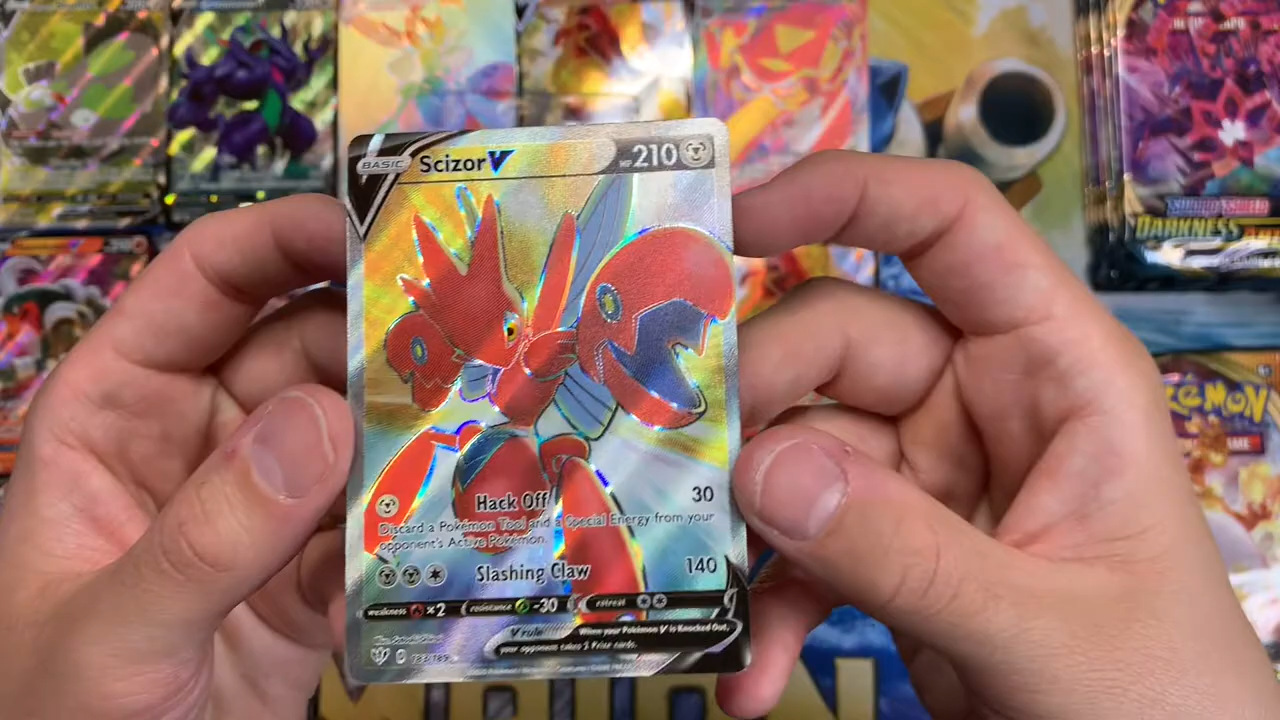 BASIC
Scizor V
HP 210
Hack Off
30
Discard a Pokémon Tool and a Special Energy from your
opponent's Active Pokémon.
Slashing Claw
140
weakness
×2
resistance
-30
retreat
V rule
When your Pokémon V is Knocked Out,
your opponent takes 2 Prize cards.
183/189
DARKNESS